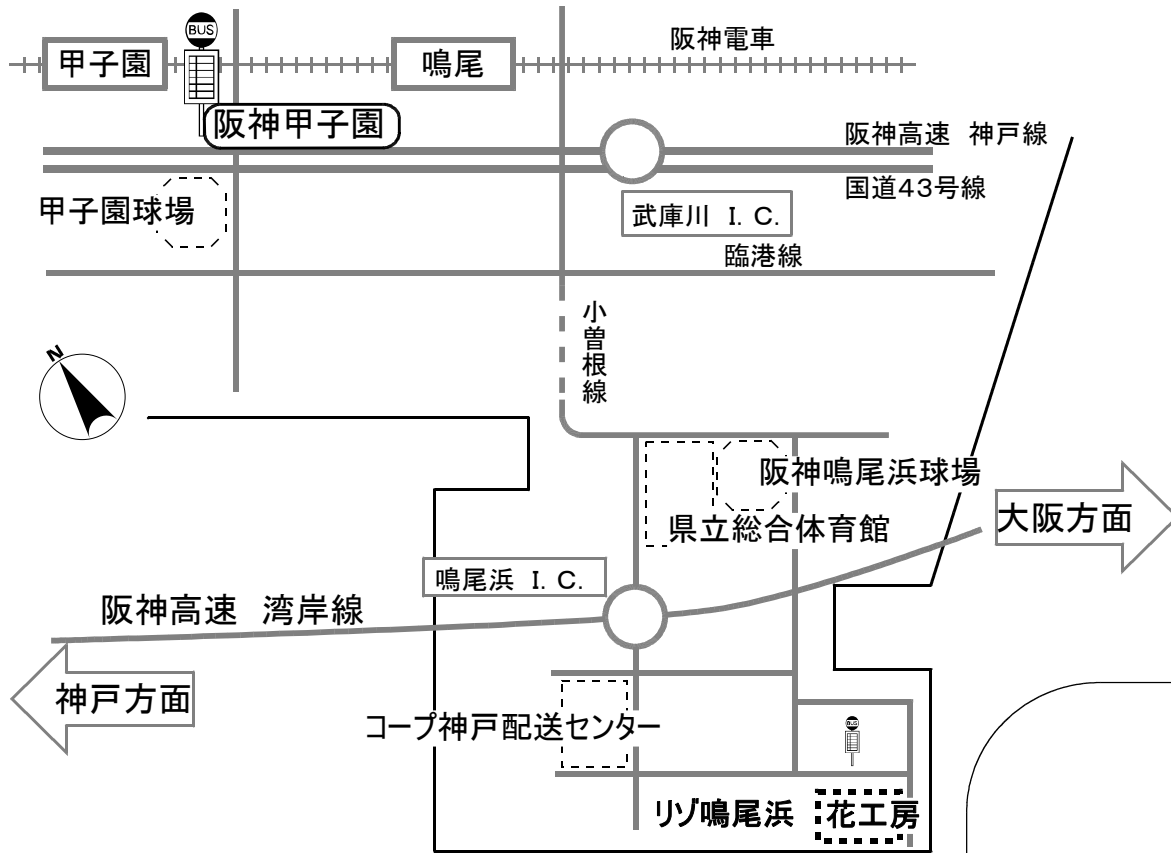 BUS
阪神電車
甲子園
鳴尾
阪神甲子園
阪神高速 神戸線
国道43号線
甲子園球場
武庫川 I. C.
臨港線
小曽根線
N
阪神鳴尾浜球場
大阪方面
県立総合体育館
鳴尾浜 I. C.
阪神高速 湾岸線
神戸方面
コープ神戸配送センター
BUS
リゾ鳴尾浜
花工房